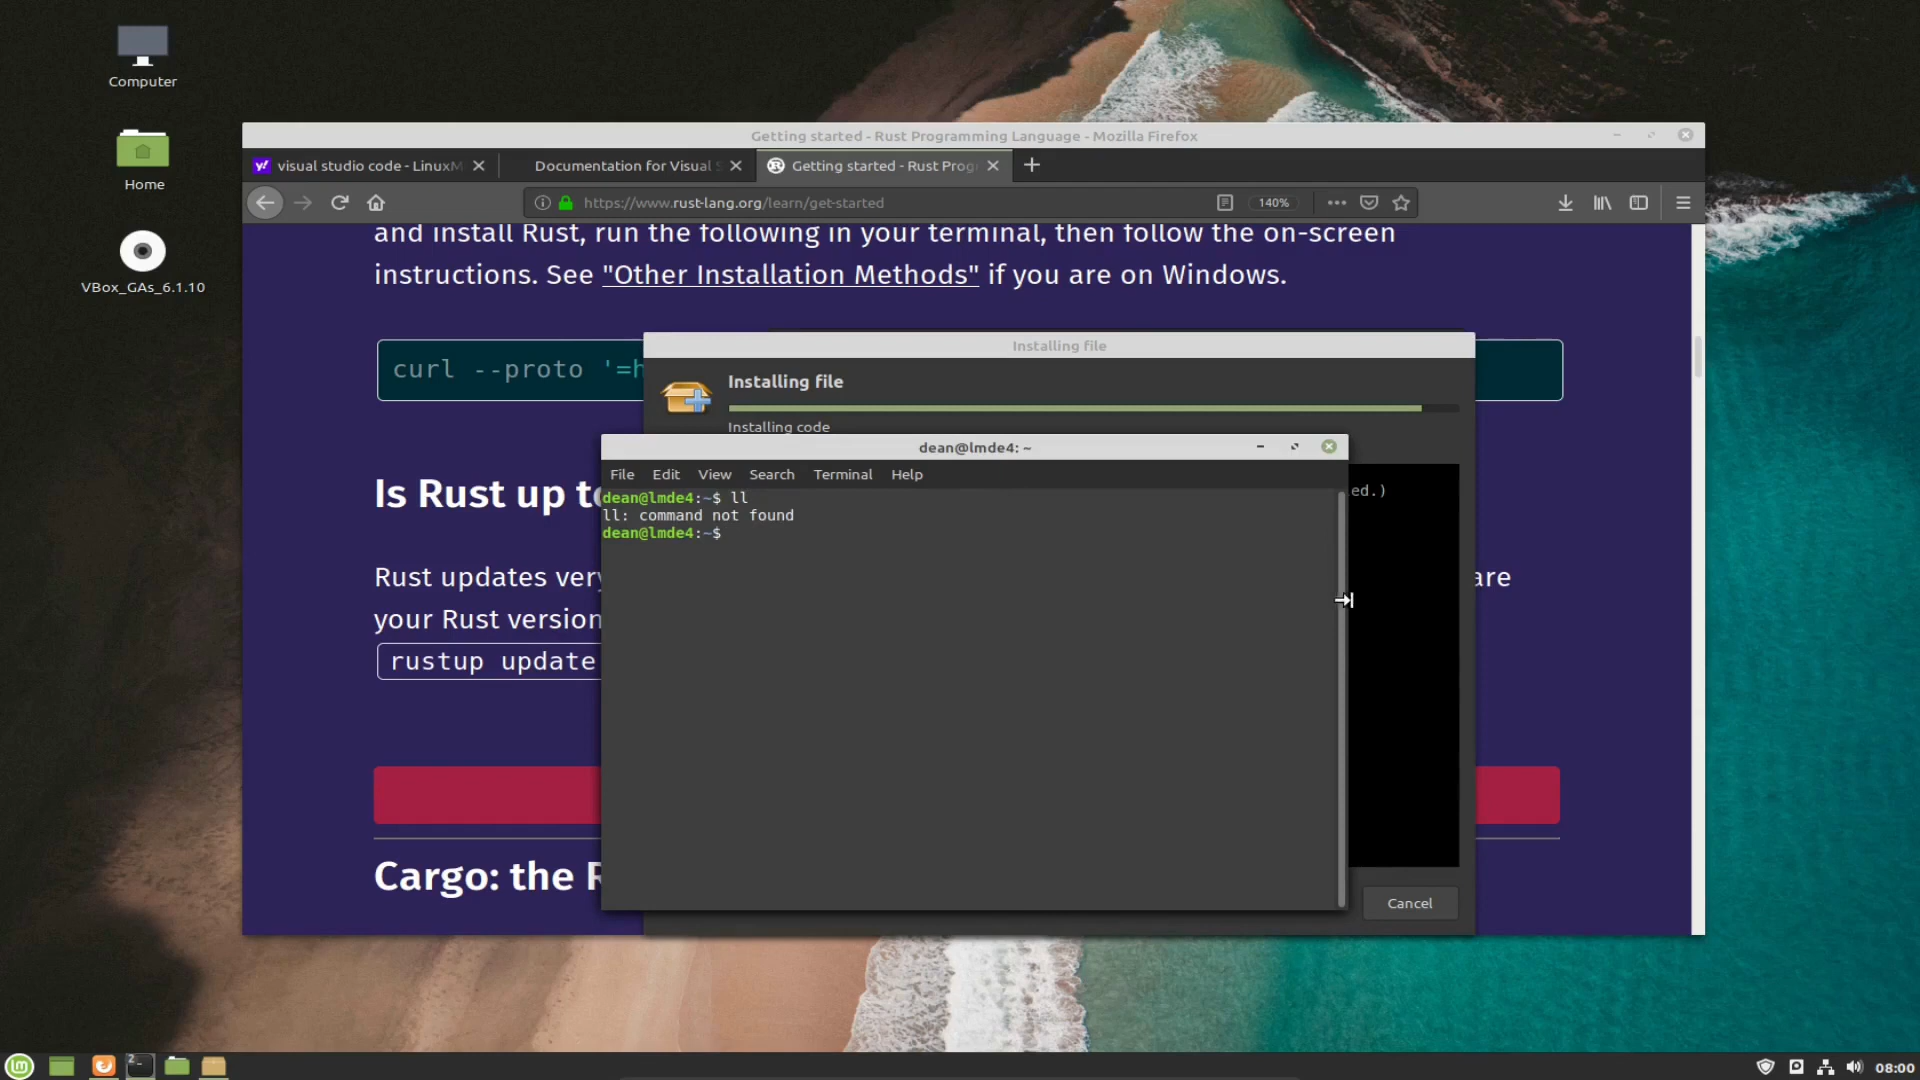 Computer
Home
VBox_GAs_6.1.10
Getting started - Rust Programming Language - Mozilla Firefox
visual studio code - LinuxM
Documentation for Visual S
Getting started - Rust Prog
https://www.rust-lang.org/learn/get-started
140%
and install Rust, run the following in your terminal, then follow the on-screen
instructions. See "Other Installation Methods" if you are on Windows.
curl --proto '=h
Installing file
Installing file
Installing code
dean@lmde4: ~
File Edit View Search Terminal Help
dean@lmde4:~$ ll
ll: command not found
dean@lmde4:~$
ed.)
Is Rust up to
Rust updates very
are
your Rust version
rustup update
Cargo: the R
Cancel
2
08:00